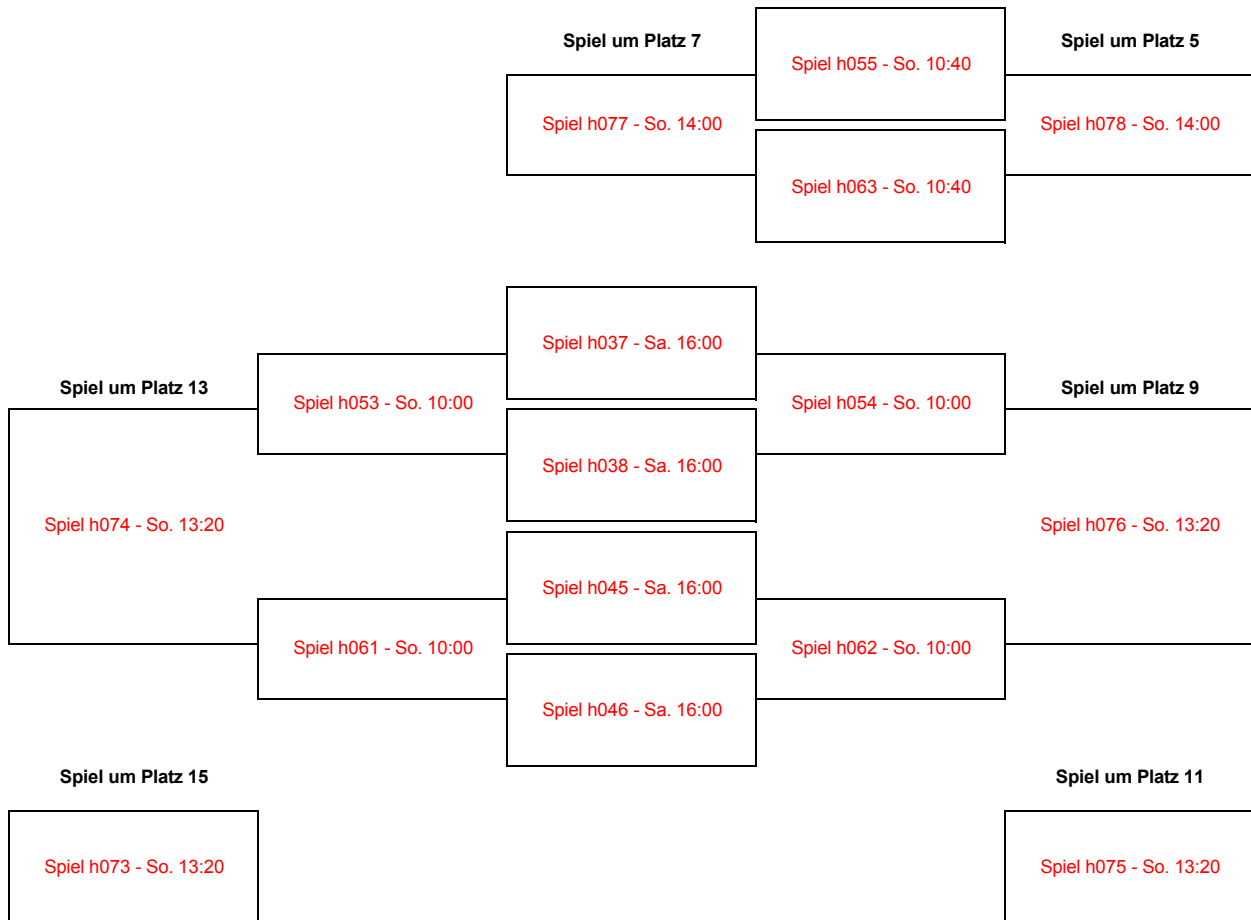 Spiel um Platz 7
Spiel um Platz 5
Spiel h055 - So. 10:40
Spiel h077 - So. 14:00
Spiel h078 - So. 14:00
Spiel h063 - So. 10:40
Spiel h037 - Sa. 16:00
Spiel um Platz 13
Spiel um Platz 9
Spiel h053 - So. 10:00
Spiel h054 - So. 10:00
Spiel h038 - Sa. 16:00
Spiel h074 - So. 13:20
Spiel h076 - So. 13:20
Spiel h045 - Sa. 16:00
Spiel h061 - So. 10:00
Spiel h062 - So. 10:00
Spiel h046 - Sa. 16:00
Spiel um Platz 15
Spiel um Platz 11
Spiel h073 - So. 13:20
Spiel h075 - So. 13:20